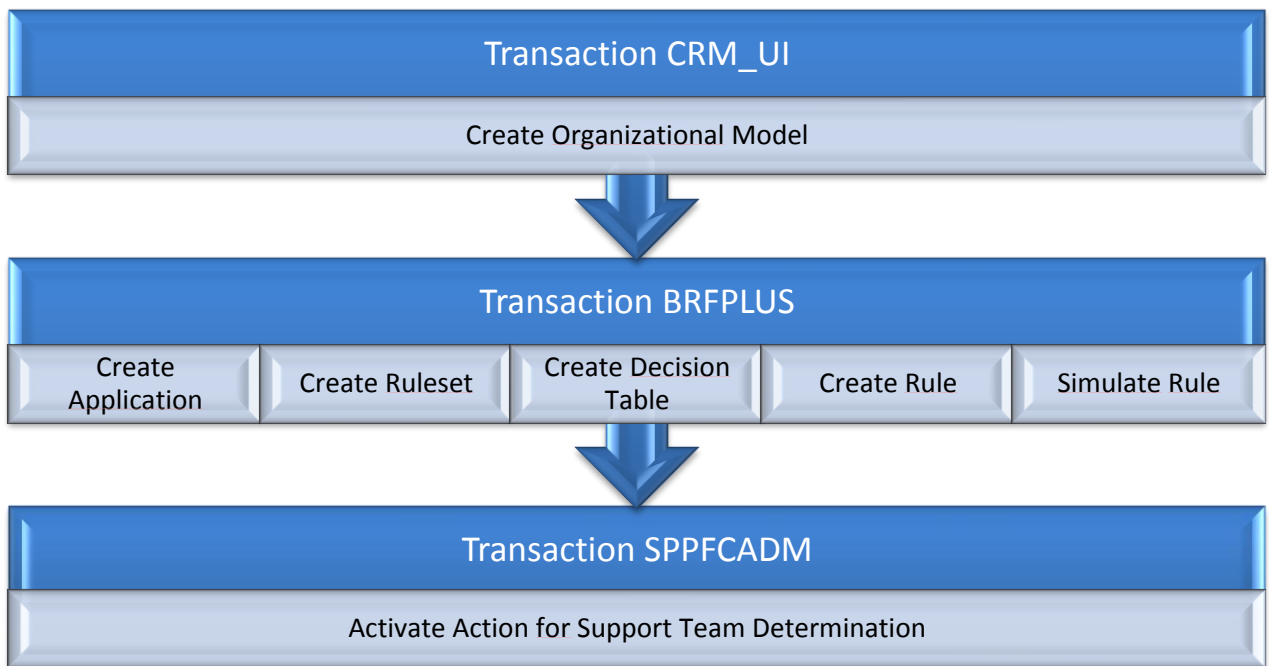 Transaction CRM_UI
Create Organizational Model
Transaction BRFPLUS
Create
Application
Create Ruleset
Create Decision
Table
Create Rule
Simulate Rule
Transaction SPPFCADM
Activate Action for Support Team Determination